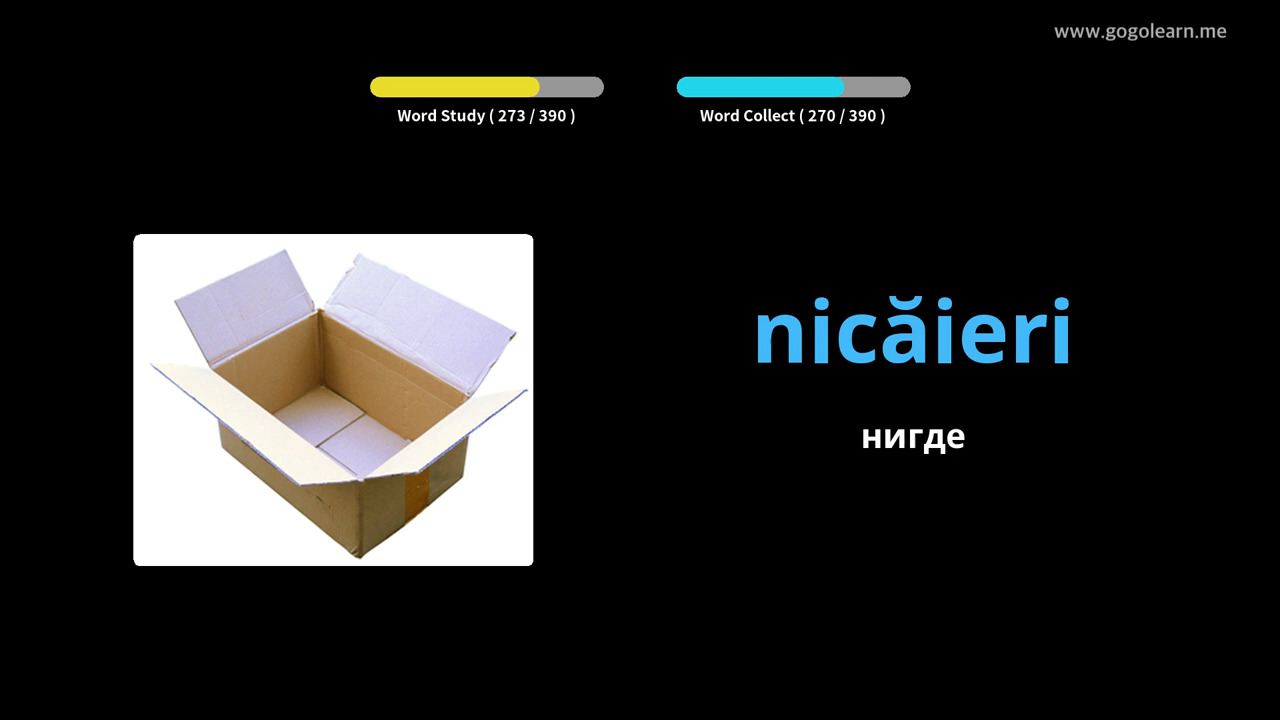 www.gogolearn.me
Word Study ( 273 / 390 )
Word Collect ( 270 / 390 )
nicăieri
нигде